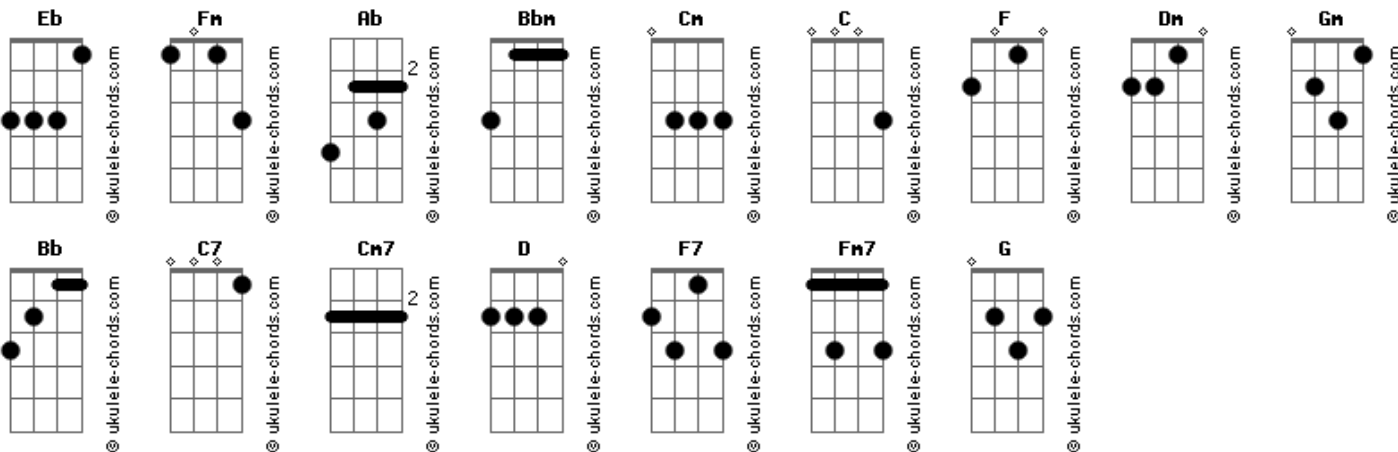 Eb Fm Ab Bbm Cm C F Dm Gm
2
© ukulele-chords.com © ukulele-chords.com © ukulele-chords.com © ukulele-chords.com © ukulele-chords.com © ukulele-chords.com © ukulele-chords.com © ukulele-chords.com © ukulele-chords.com
Bb C7 Cm7 D F7 Fm7 G
2
© ukulele-chords.com © ukulele-chords.com © ukulele-chords.com © ukulele-chords.com © ukulele-chords.com © ukulele-chords.com © ukulele-chords.com